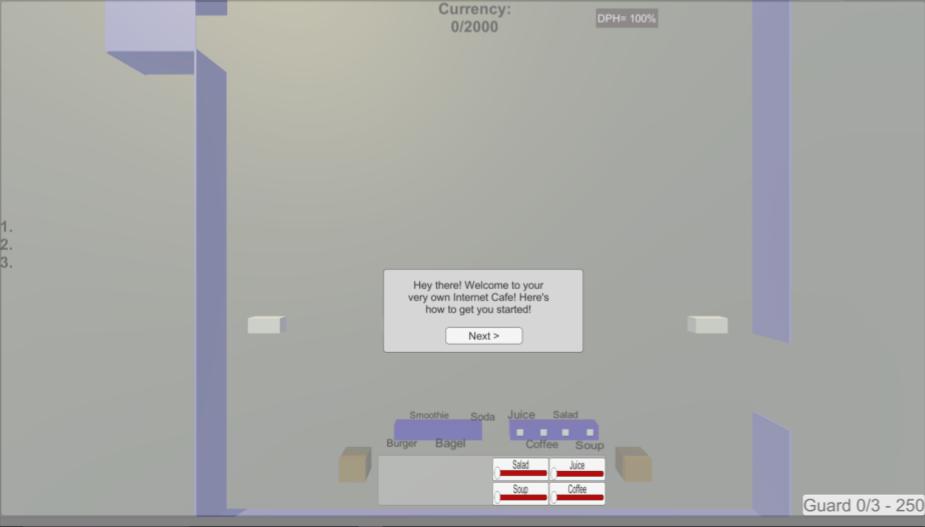 Currency:
0/2000
DPH= 100%
1.
2.
3.
Hey there! Welcome to your
very own Internet Cafe! Here's
how to get you started!
Next >
Smoothie Soda Juice Salad
Burger Bagel Coffee Soup
Salad Juice
Soup Coffee
Guard 0/3 - 250